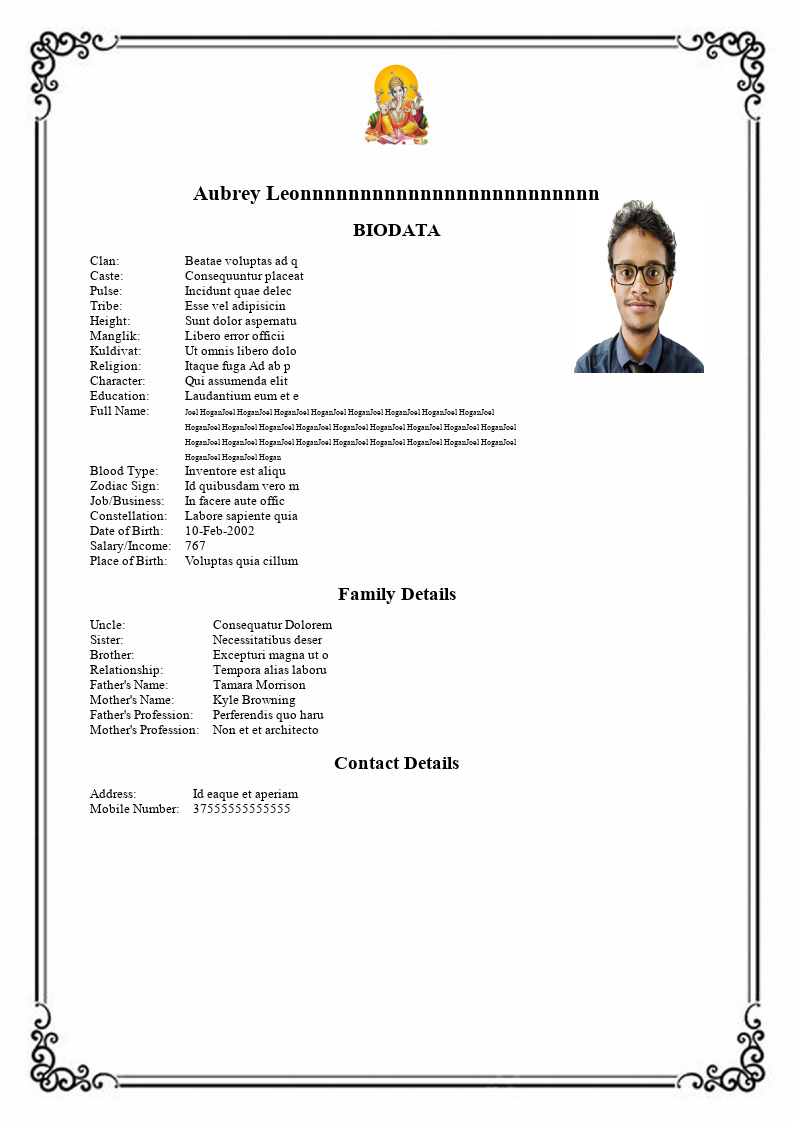 Aubrey Leonnnnnnnnnnnnnnnnnnnnnnnnn
BIODATA
Clan: Beatae voluptas ad q
Caste: Consequuntur placeat
Pulse: Incidunt quae delec
Tribe: Esse vel adipisicin
Height: Sunt dolor aspernatu
Manglik: Libero error officii
Kuldivat: Ut omnis libero dolo
Religion: Itaque fuga Ad ab p
Character: Qui assumenda elit
Education: Laudantium eum et e
Full Name: Joel HoganJoel HoganJoel HoganJoel HoganJoel HoganJoel HoganJoel HoganJoel HoganJoel
HoganJoel HoganJoel HoganJoel HoganJoel HoganJoel HoganJoel HoganJoel HoganJoel HoganJoel
HoganJoel HoganJoel HoganJoel HoganJoel HoganJoel HoganJoel HoganJoel HoganJoel HoganJoel
HoganJoel HoganJoel Hogan
Blood Type: Inventore est aliqu
Zodiac Sign: Id quibusdam vero m
Job/Business: In facere aute offic
Constellation: Labore sapiente quia
Date of Birth: 10-Feb-2002
Salary/Income: 767
Place of Birth: Voluptas quia cillum
Family Details
Uncle: Consequatur Dolorem
Sister: Necessitatibus deser
Brother: Excepturi magna ut o
Relationship: Tempora alias laboru
Father's Name: Tamara Morrison
Mother's Name: Kyle Browning
Father's Profession: Perferendis quo haru
Mother's Profession: Non et et architecto
Contact Details
Address: Id eaque et aperiam
Mobile Number: 37555555555555